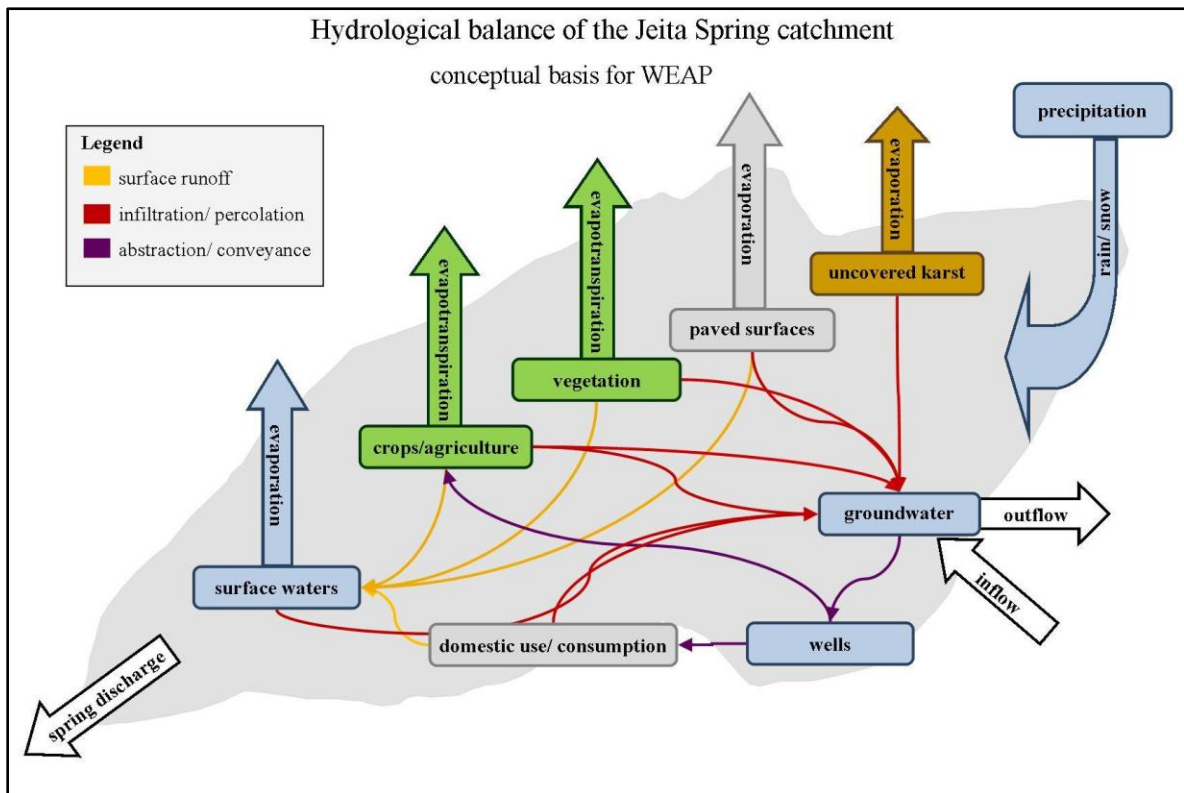 Hydrological balance of the Jeita Spring catchment
conceptual basis for WEAP
Legend
surface runoff
infiltration/ percolation
abstraction/ conveyance
precipitation
rain/ snow
evaporation
uncovered karst
evaporation
paved surfaces
evapotranspiration
vegetation
evapotranspiration
crops/agriculture
evaporation
surface waters
groundwater
outflow
inflow
domestic use/ consumption
wells
spring discharge